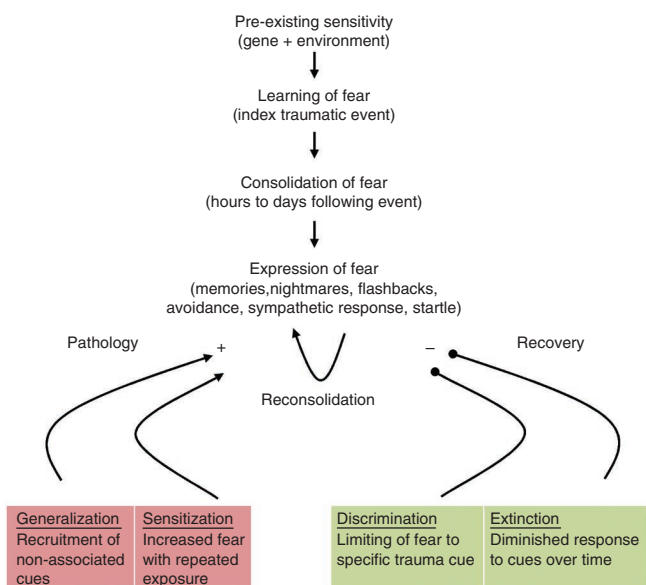 Pre-existing sensitivity
(gene + environment)
Learning of fear
(index traumatic event)
Consolidation of fear
(hours to days following event)
Expression of fear
(memories,nightmares, flashbacks,
avoidance, sympathetic response, startle)
Pathology
+
−
Recovery
Reconsolidation
Generalization
Recruitment of
non-associated
cues
Sensitization
Increased fear
with repeated
exposure
Discrimination
Limiting of fear to
specific trauma cue
Extinction
Diminished response
to cues over time